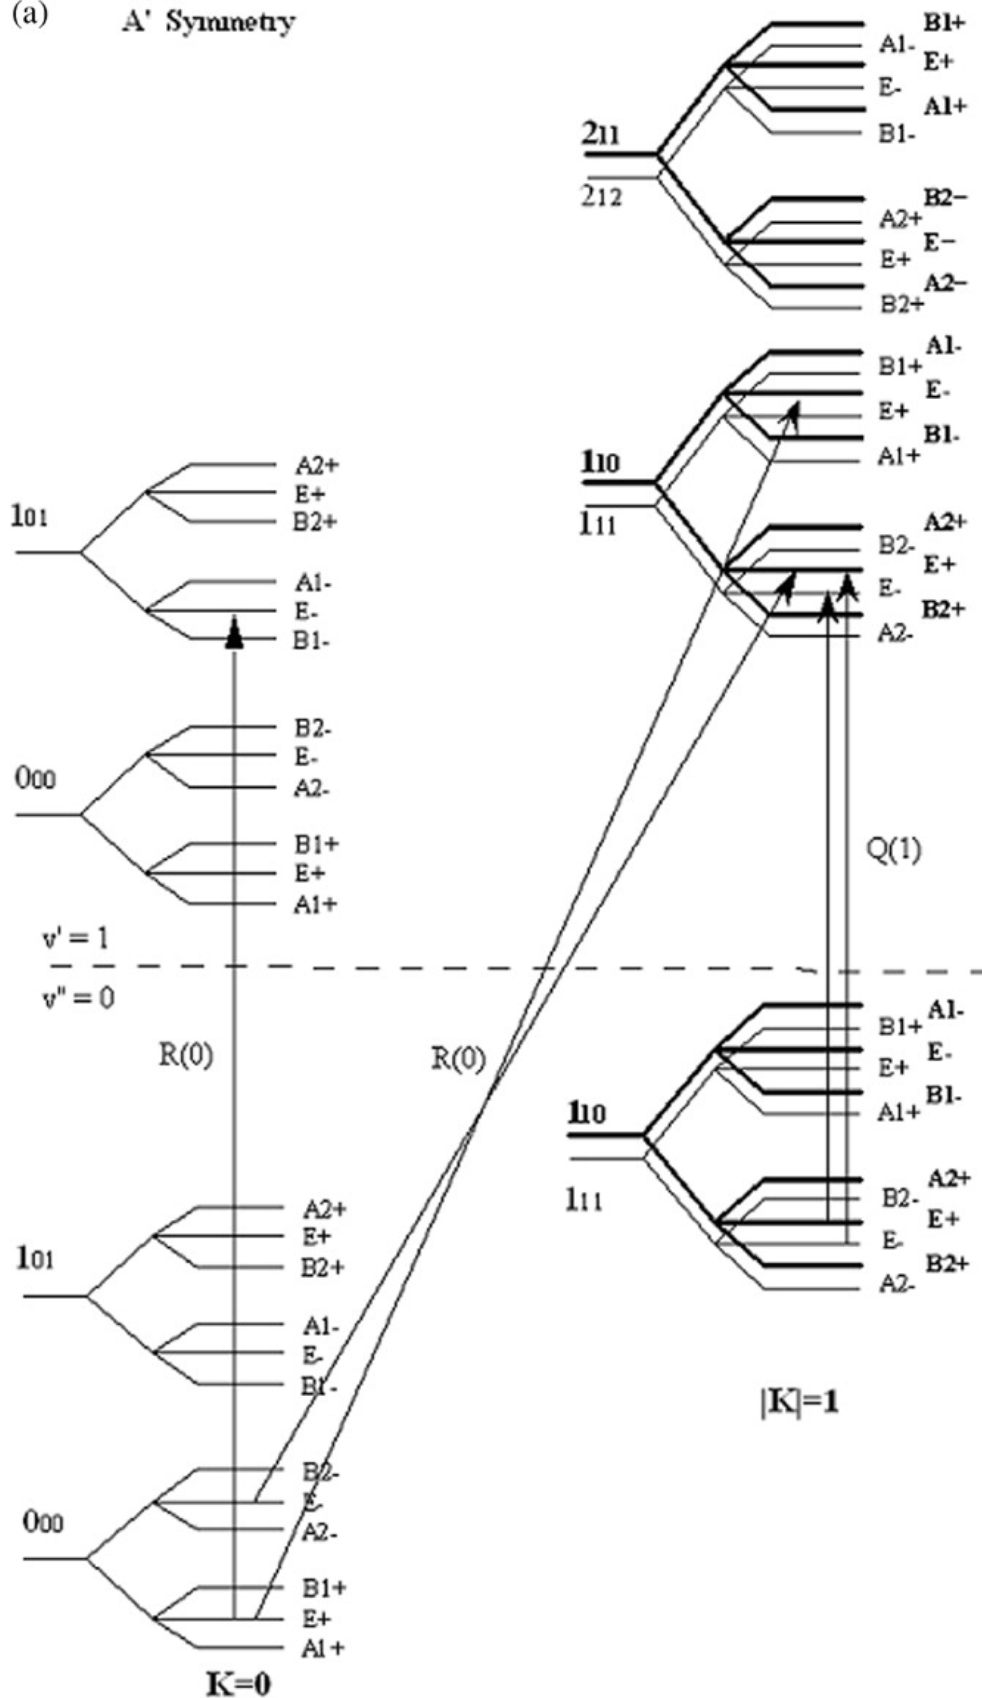 (a) A' Symmetry
B1+
A1-
E+
E-
A1+
B1-
211
212
B2-
A2+
E-
E+
A2-
B2+
A1-
B1+
E-
E+
B1-
A1+
110
111
A2+
B2-
E+
E-
B2+
A2-
101
A2+
E+
B2+
A1-
E-
B1-
000
B2-
E-
A2-
B1+
E+
A1+
Q(1)
v' = 1
v" = 0
R(0)
R(0)
A1-
B1+
E-
E+
B1-
A1+
110
111
A2+
B2-
E+
E-
B2+
A2-
|K|=1
101
A2+
E+
B2+
A1-
E-
B1-
000
B2-
E-
A2-
B1+
E+
A1+
K=0